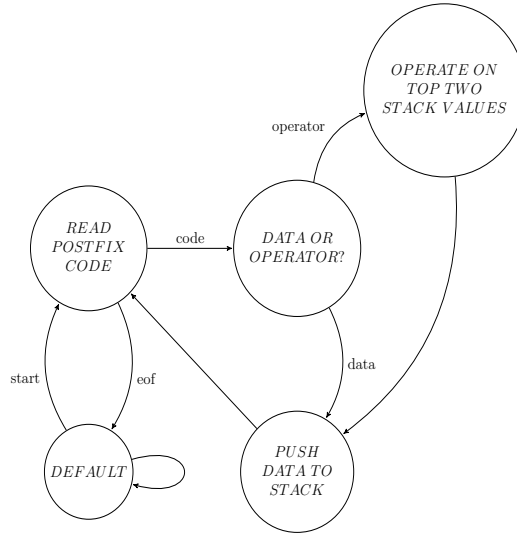 OPERATE ON
TOP TWO
STACK VALUES
operator
READ
POSTFIX
CODE
code
DATA OR
OPERATOR?
start
eof
data
DEFAULT
PUSH
DATA TO
STACK